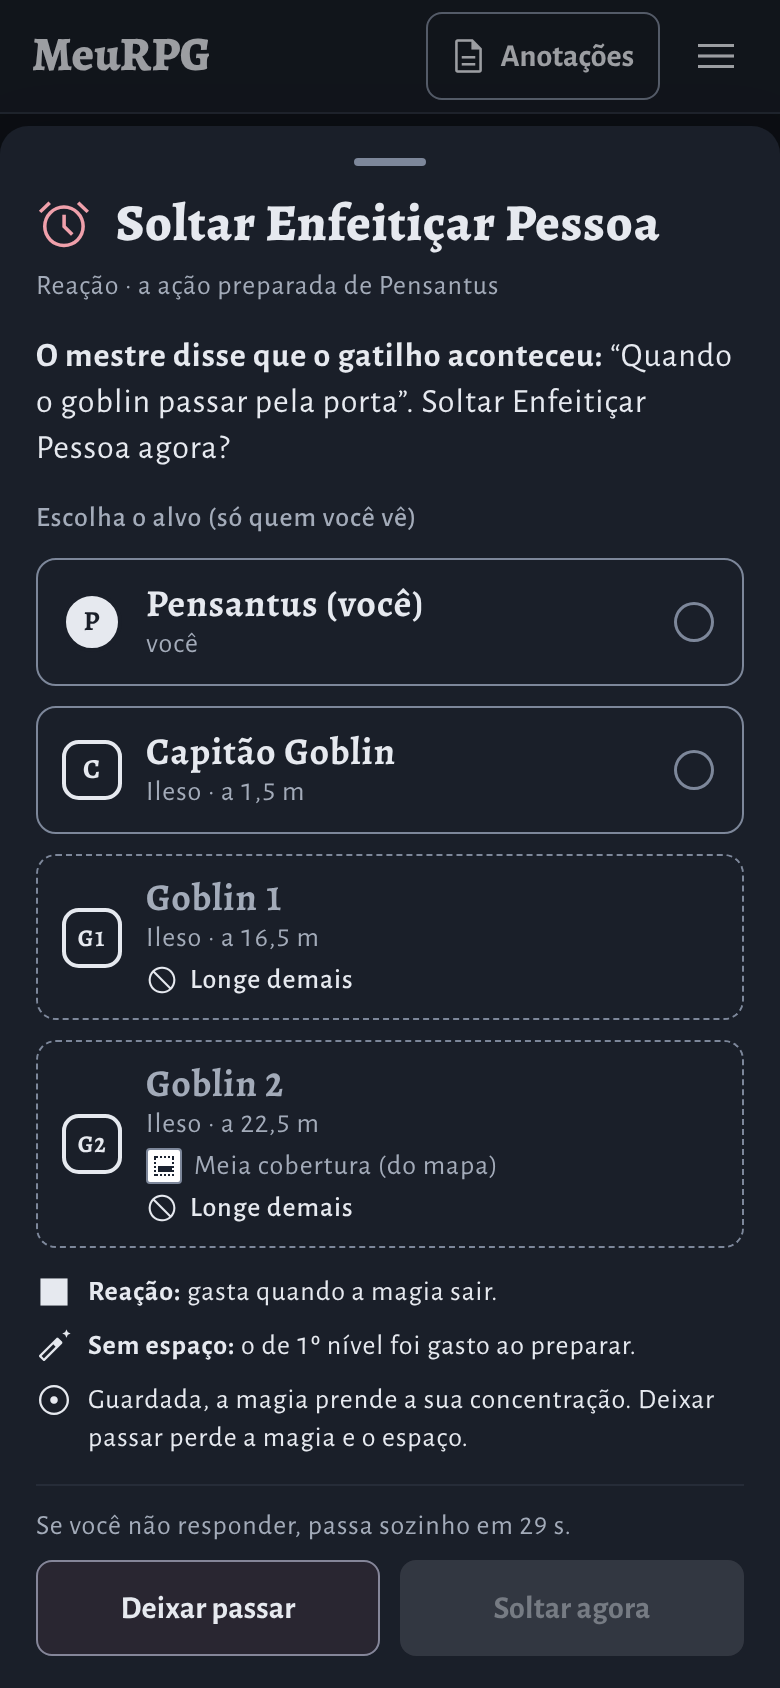 MeuRPG
Anotações
Soltar Enfeitiçar Pessoa
Reação · a ação preparada de Pensantus
O mestre disse que o gatilho aconteceu: “Quando
o goblin passar pela porta”. Soltar Enfeitiçar
Pessoa agora?
Escolha o alvo (só quem você vê)
P
Pensantus (você)
você
C
Capitão Goblin
Ileso · a 1,5 m
Goblin 1
Ileso · a 16,5 m
G1
Longe demais
Goblin 2
Ileso · a 22,5 m
G2
Meia cobertura (do mapa)
Longe demais
Reação: gasta quando a magia sair.
Sem espaço: o de 1º nível foi gasto ao preparar.
Guardada, a magia prende a sua concentração. Deixar
passar perde a magia e o espaço.
Se você não responder, passa sozinho em 29 s.
Deixar passar
Soltar agora